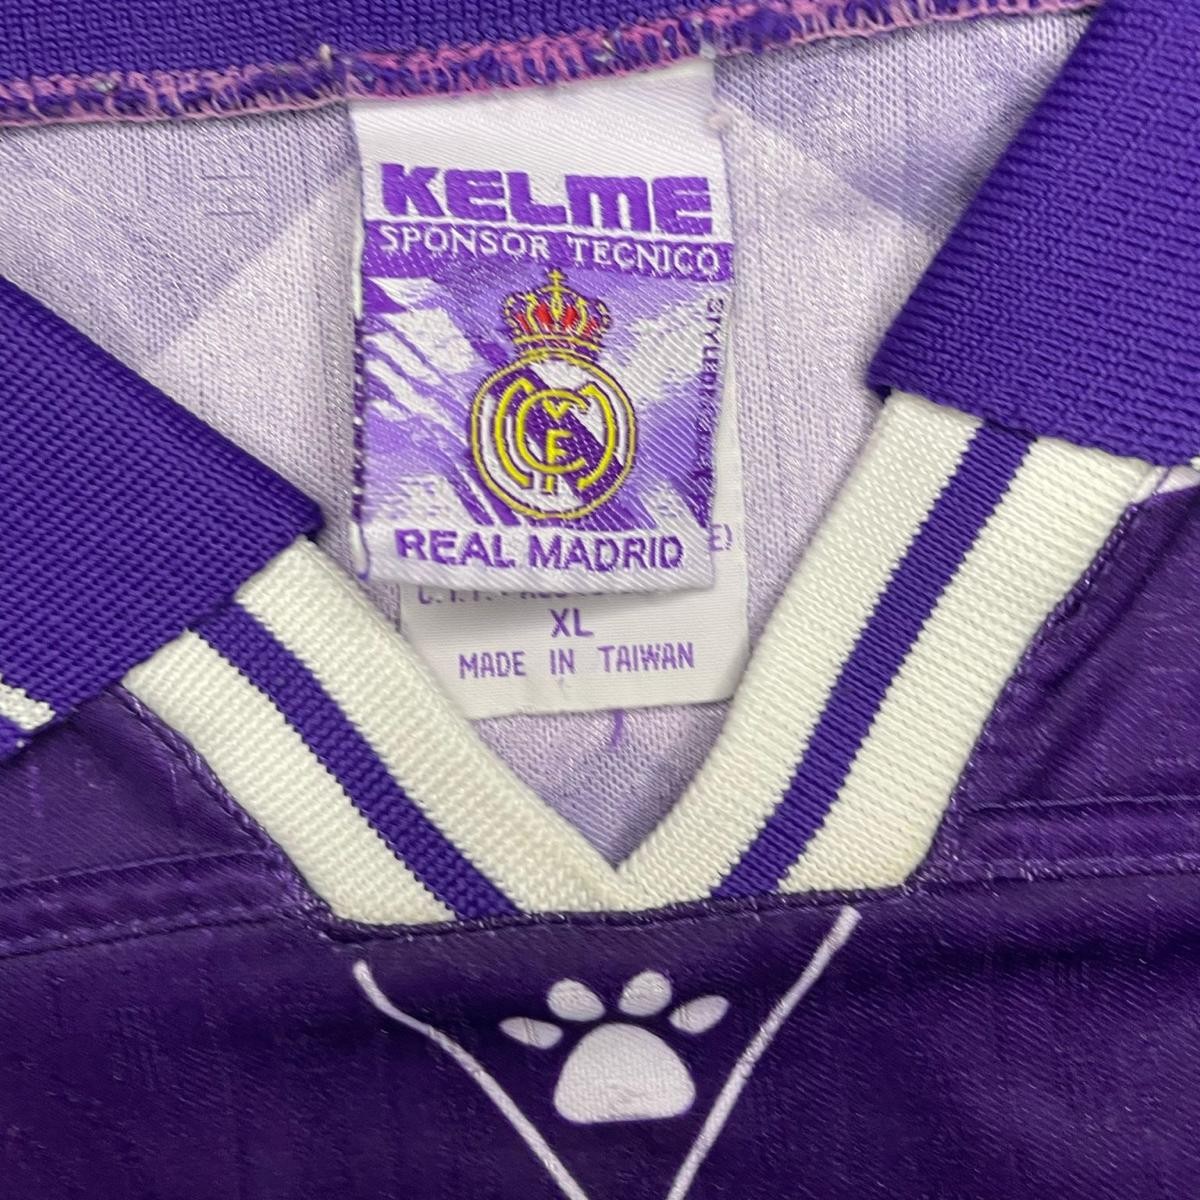 KELME
SPONSOR TECNICO
REAL MADRID
XL
MADE IN TAIWAN